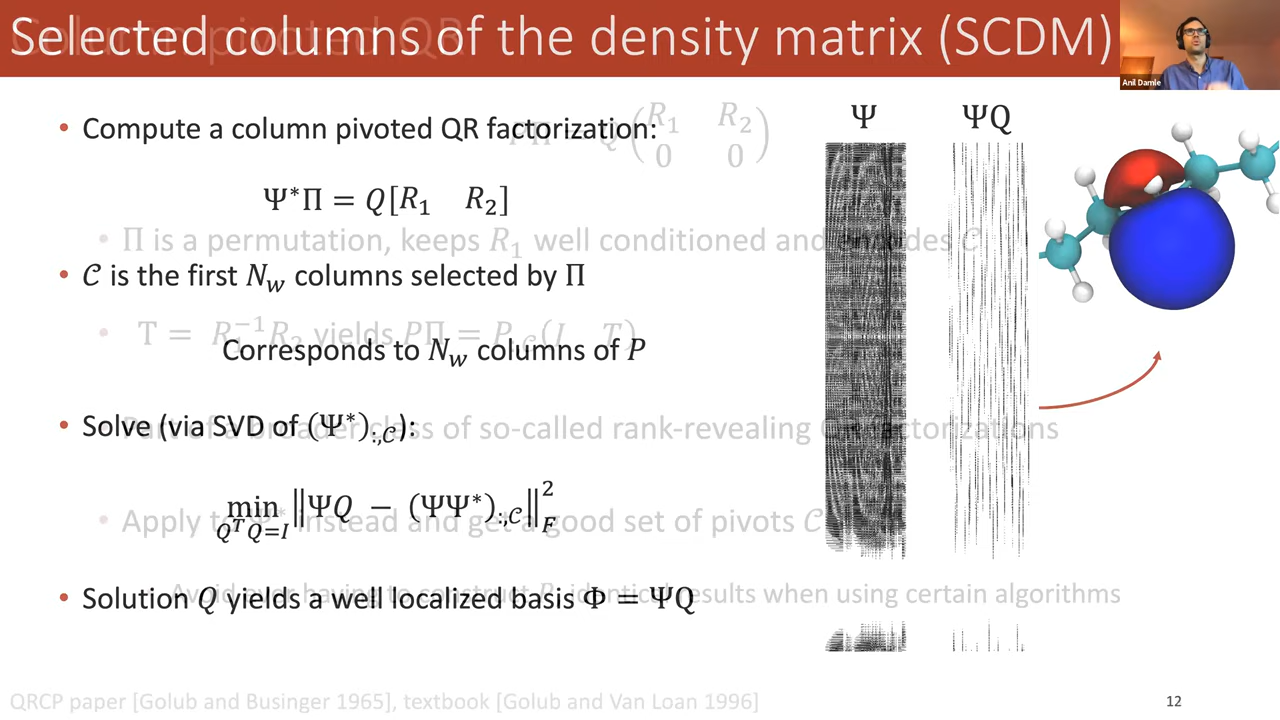 Selected columns of the density matrix (SCDM)
Column pivoted QR
Anil Damle
• Compute a column pivoted QR factorization:
Ψ*Π = Q[R₁ R₂]
• 𝒞 is the first N_w columns selected by Π
Corresponds to N_w columns of P
• Solve (via SVD of (Ψ*)_{:,𝒞}):
min_{QᵀQ=I} ‖ΨQ − (ΨΨ*)_{:,𝒞}‖²_F
• Solution Q yields a well localized basis Φ = ΨQ
Ψ ΨQ
(R₁ R₂
0 0)
• Π is a permutation, keeps R₁ well conditioned and encodes 𝒞
• T = R₁⁻¹R₂ yields PΠ = P_{:,𝒞}(I T)
Part of a broader class of so-called rank-revealing QR factorizations
• Apply to Ψ* instead and get a good set of pivots 𝒞
Avoid ever having to construct P; identical results when using certain algorithms
QRCP paper [Golub and Businger 1965], textbook [Golub and Van Loan 1996]
12